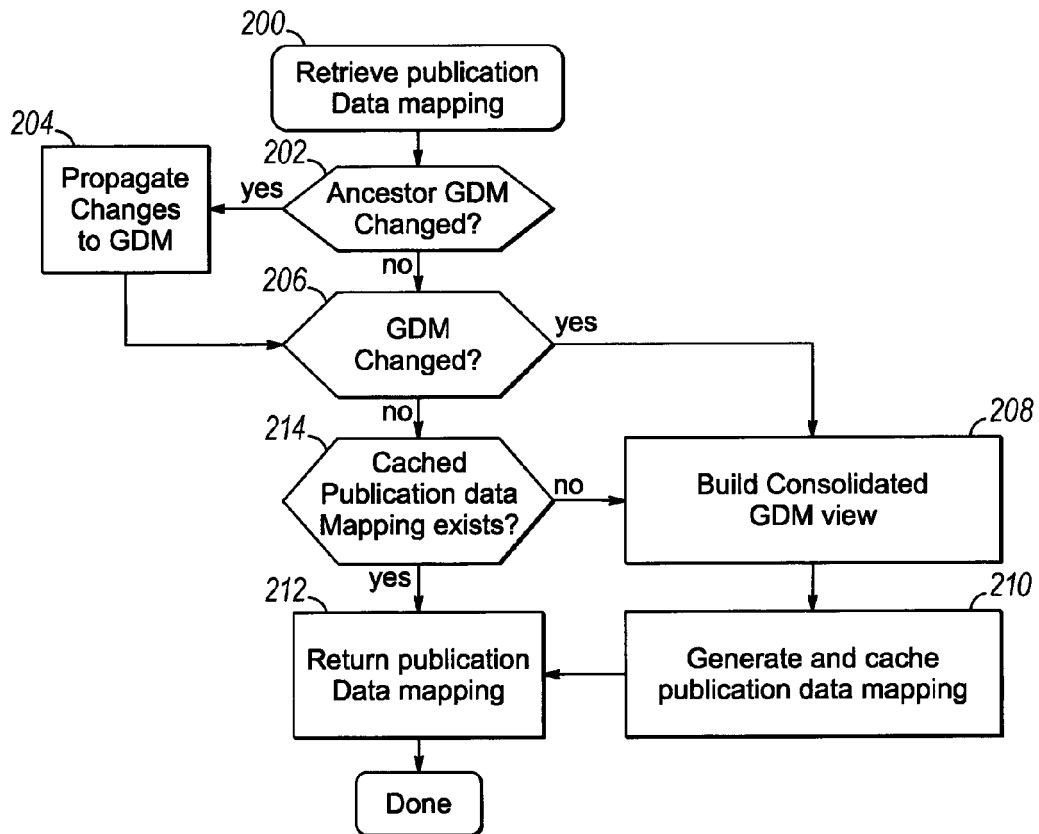 200
Retrieve publication
Data mapping
204
202
Propagate
Changes
to GDM
yes
Ancestor GDM
Changed?
no
206
GDM
Changed?
yes
no
214
208
Cached
Publication data
Mapping exists?
no
Build Consolidated
GDM view
yes
212
210
Return publication
Data mapping
Generate and cache
publication data mapping
Done